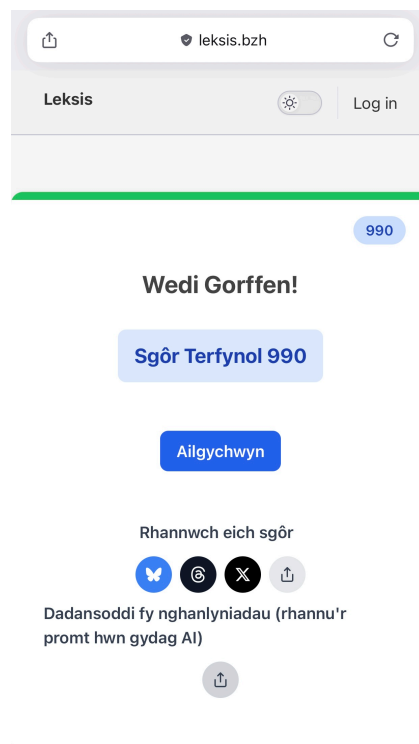 leksis.bzh
Leksis
Log in
990
Wedi Gorffen!
Sgôr Terfynol 990
Ailgychwyn
Rhannwch eich sgôr
Dadansoddi fy nghanlyniadau (rhannu'r
promt hwn gydag AI)